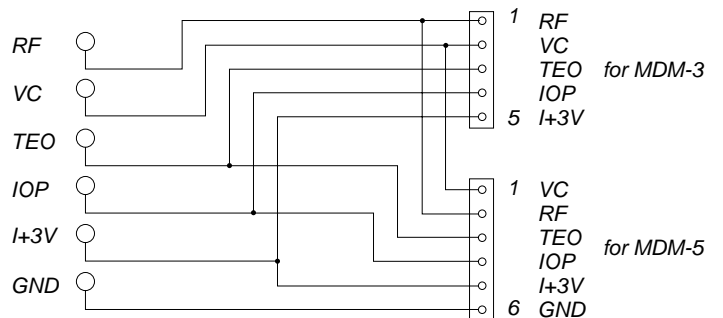 RF
VC
TEO
IOP
I+3V
GND
1 RF
VC
TEO for MDM-3
IOP
5 I+3V
1 VC
RF
TEO for MDM-5
IOP
I+3V
6 GND